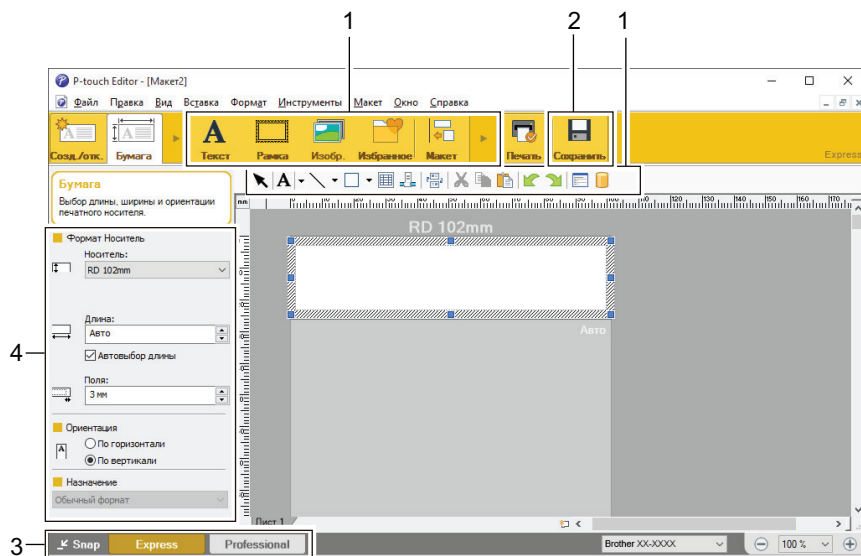 1 2 1
P-touch Editor - [Макет2]
Файл Правка Вид Вставка Формат Инструменты Макет Окно Справка
Созд./отк. Бумага Текст Рамка Изобр. Избранное Макет Печать Сохранить Express
Бумага
Выбор длины, ширины и ориентации
печатного носителя.
Формат Носитель
Носитель:
RD 102mm
Длина:
Авто
Автовыбор длины
Поля:
3 мм
Ориентация
По горизонтали
По вертикали
Назначение
Обычный формат
4
RD 102mm
Авто
Лист 1
3
Snap Express Professional
Brother XX-XXXX 100 %